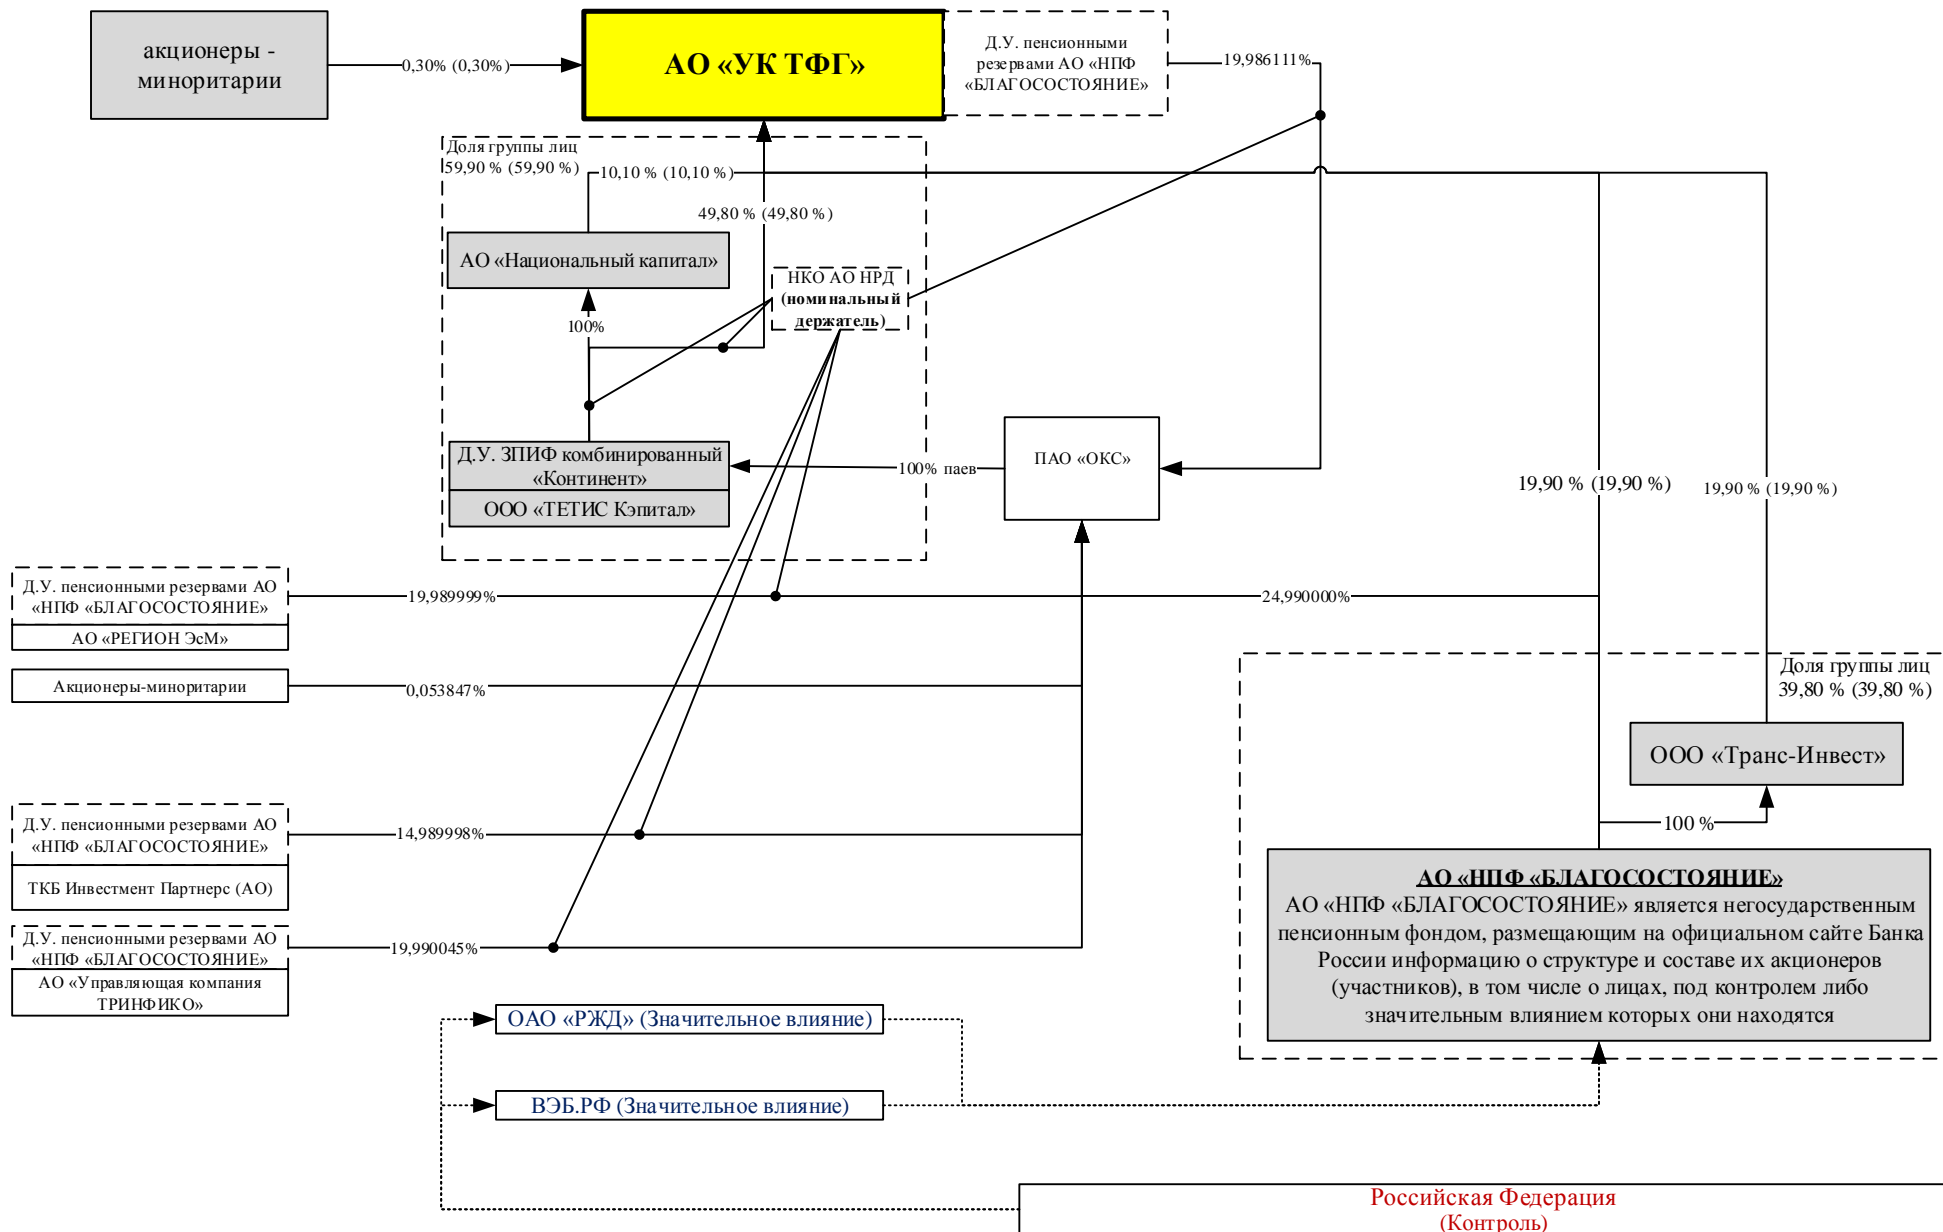 акционеры -
миноритарии
0,30% (0,30%)
АО «УК ТФГ»
Д.У. пенсионными
резервами АО «НПФ
«БЛАГОСОСТОЯНИЕ»
19,986111%
Доля группы лиц
59,90 % (59,90 %)
10,10 % (10,10 %)
49,80 % (49,80 %)
АО «Национальный капитал»
НКО АО НРД
(номинальный
держатель)
100%
Д.У. ЗПИФ комбинированный
«Континент»
ООО «ТЕТИС Кэпитал»
100% паев
ПАО «ОКС»
19,90 % (19,90 %)
19,90 % (19,90 %)
Д.У. пенсионными резервами АО
«НПФ «БЛАГОСОСТОЯНИЕ»
АО «РЕГИОН ЭсМ»
19,989999%
24,990000%
Акционеры-миноритарии
0,053847%
Доля группы лиц
39,80 % (39,80 %)
ООО «Транс-Инвест»
100 %
Д.У. пенсионными резервами АО
«НПФ «БЛАГОСОСТОЯНИЕ»
ТКБ Инвестмент Партнерс (АО)
14,989998%
Д.У. пенсионными резервами АО
«НПФ «БЛАГОСОСТОЯНИЕ»
АО «Управляющая компания
ТРИНФИКО»
19,990045%
АО «НПФ «БЛАГОСОСТОЯНИЕ»
АО «НПФ «БЛАГОСОСТОЯНИЕ» является негосударственным
пенсионным фондом, размещающим на официальном сайте Банка
России информацию о структуре и составе их акционеров
(участников), в том числе о лицах, под контролем либо
значительным влиянием которых они находятся
ОАО «РЖД» (Значительное влияние)
ВЭБ.РФ (Значительное влияние)
Российская Федерация
(Контроль)